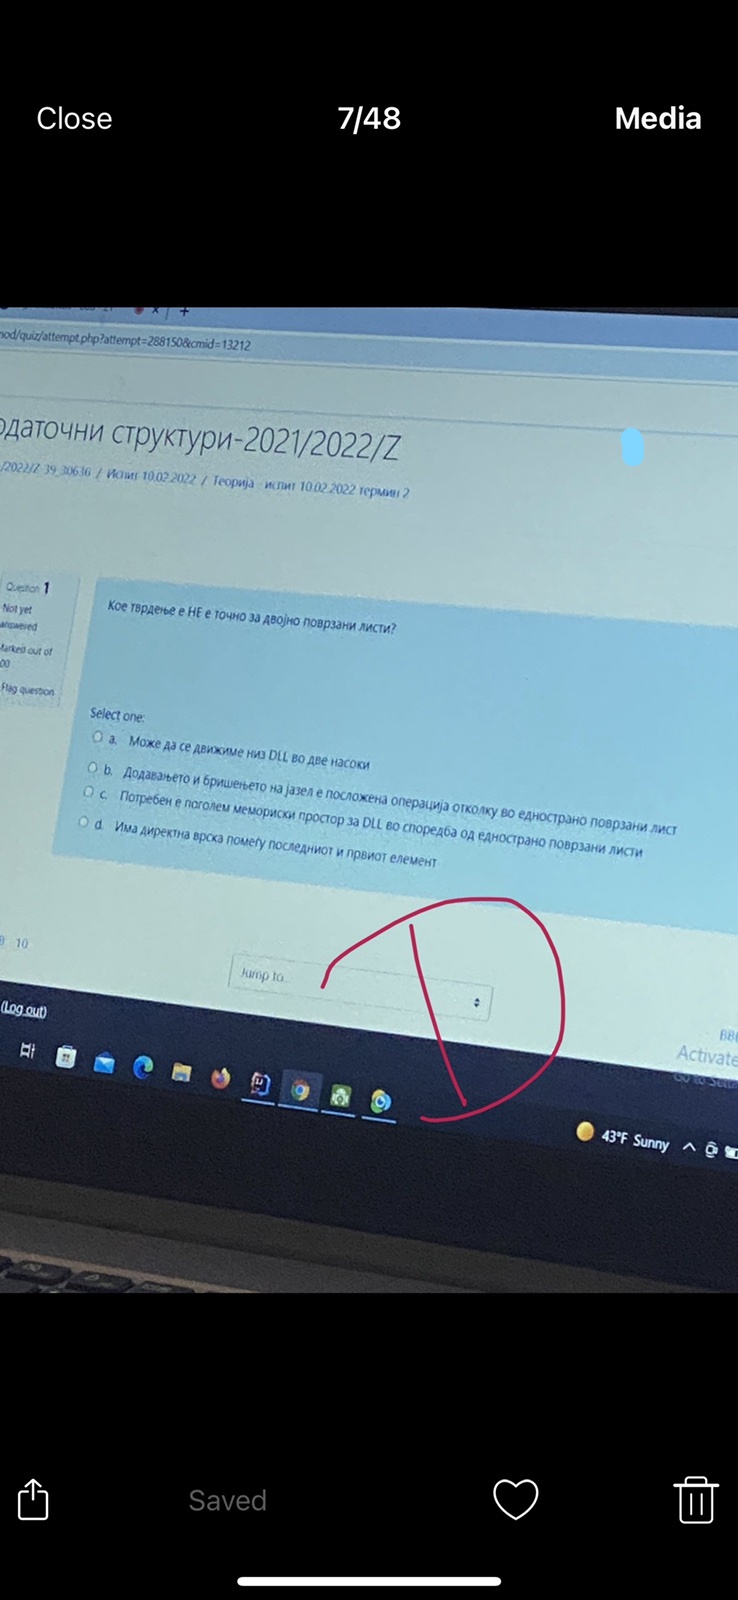 Close 7/48 Media
mod/quiz/attempt.php?attempt=288150&cmid=13212
одаточни структури-2021/2022/Z
/2022/Z-39_30636 / Испит 10.02.2022 / Теорија - испит 10.02.2022 термин 2
Question 1
Not yet
answered
Marked out of
00
Flag question
Кое тврдење е НЕ е точно за двојно поврзани листи?
Select one:
a. Може да се движиме низ DLL во две насоки
b. Додавањето и бришењето на јазел е посложена операција отколку во еднострано поврзани лист
c. Потребен е поголем мемориски простор за DLL во споредба од еднострано поврзани листи
d. Има директна врска помеѓу последниот и првиот елемент
D
10
Jump to...
(Log out)
Activate
43°F Sunny
Saved